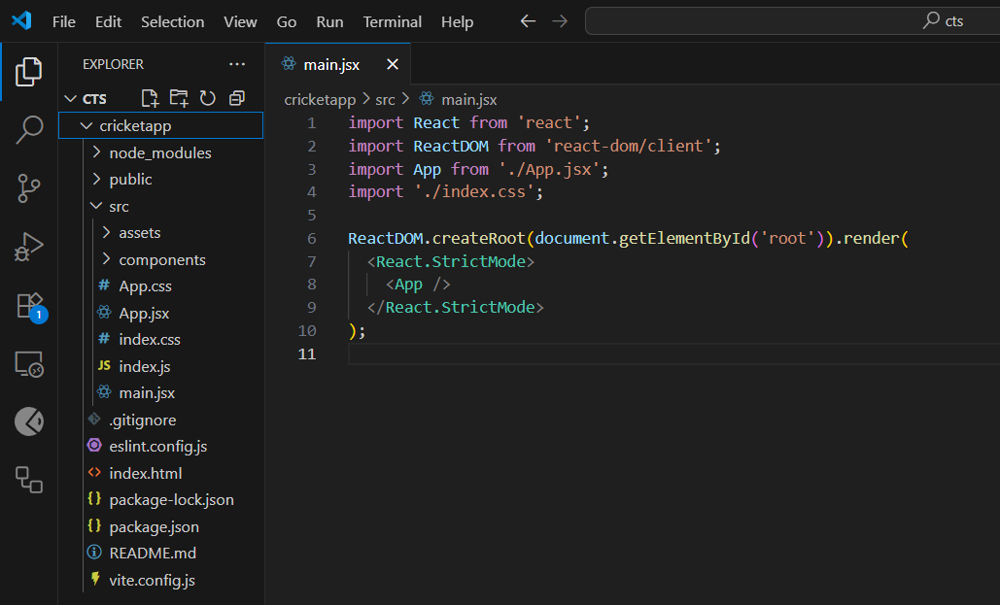 File Edit Selection View Go Run Terminal Help cts
EXPLORER ...
main.jsx
CTS
cricketapp > src > main.jsx
cricketapp
node_modules
public
src
assets
components
# App.css
App.jsx
# index.css
JS index.js
main.jsx
.gitignore
eslint.config.js
<> index.html
{} package-lock.json
{} package.json
README.md
vite.config.js
1
1 import React from 'react';
2 import ReactDOM from 'react-dom/client';
3 import App from './App.jsx';
4 import './index.css';
5
6 ReactDOM.createRoot(document.getElementById('root')).render(
7 <React.StrictMode>
8 <App />
9 </React.StrictMode>
10 );
11